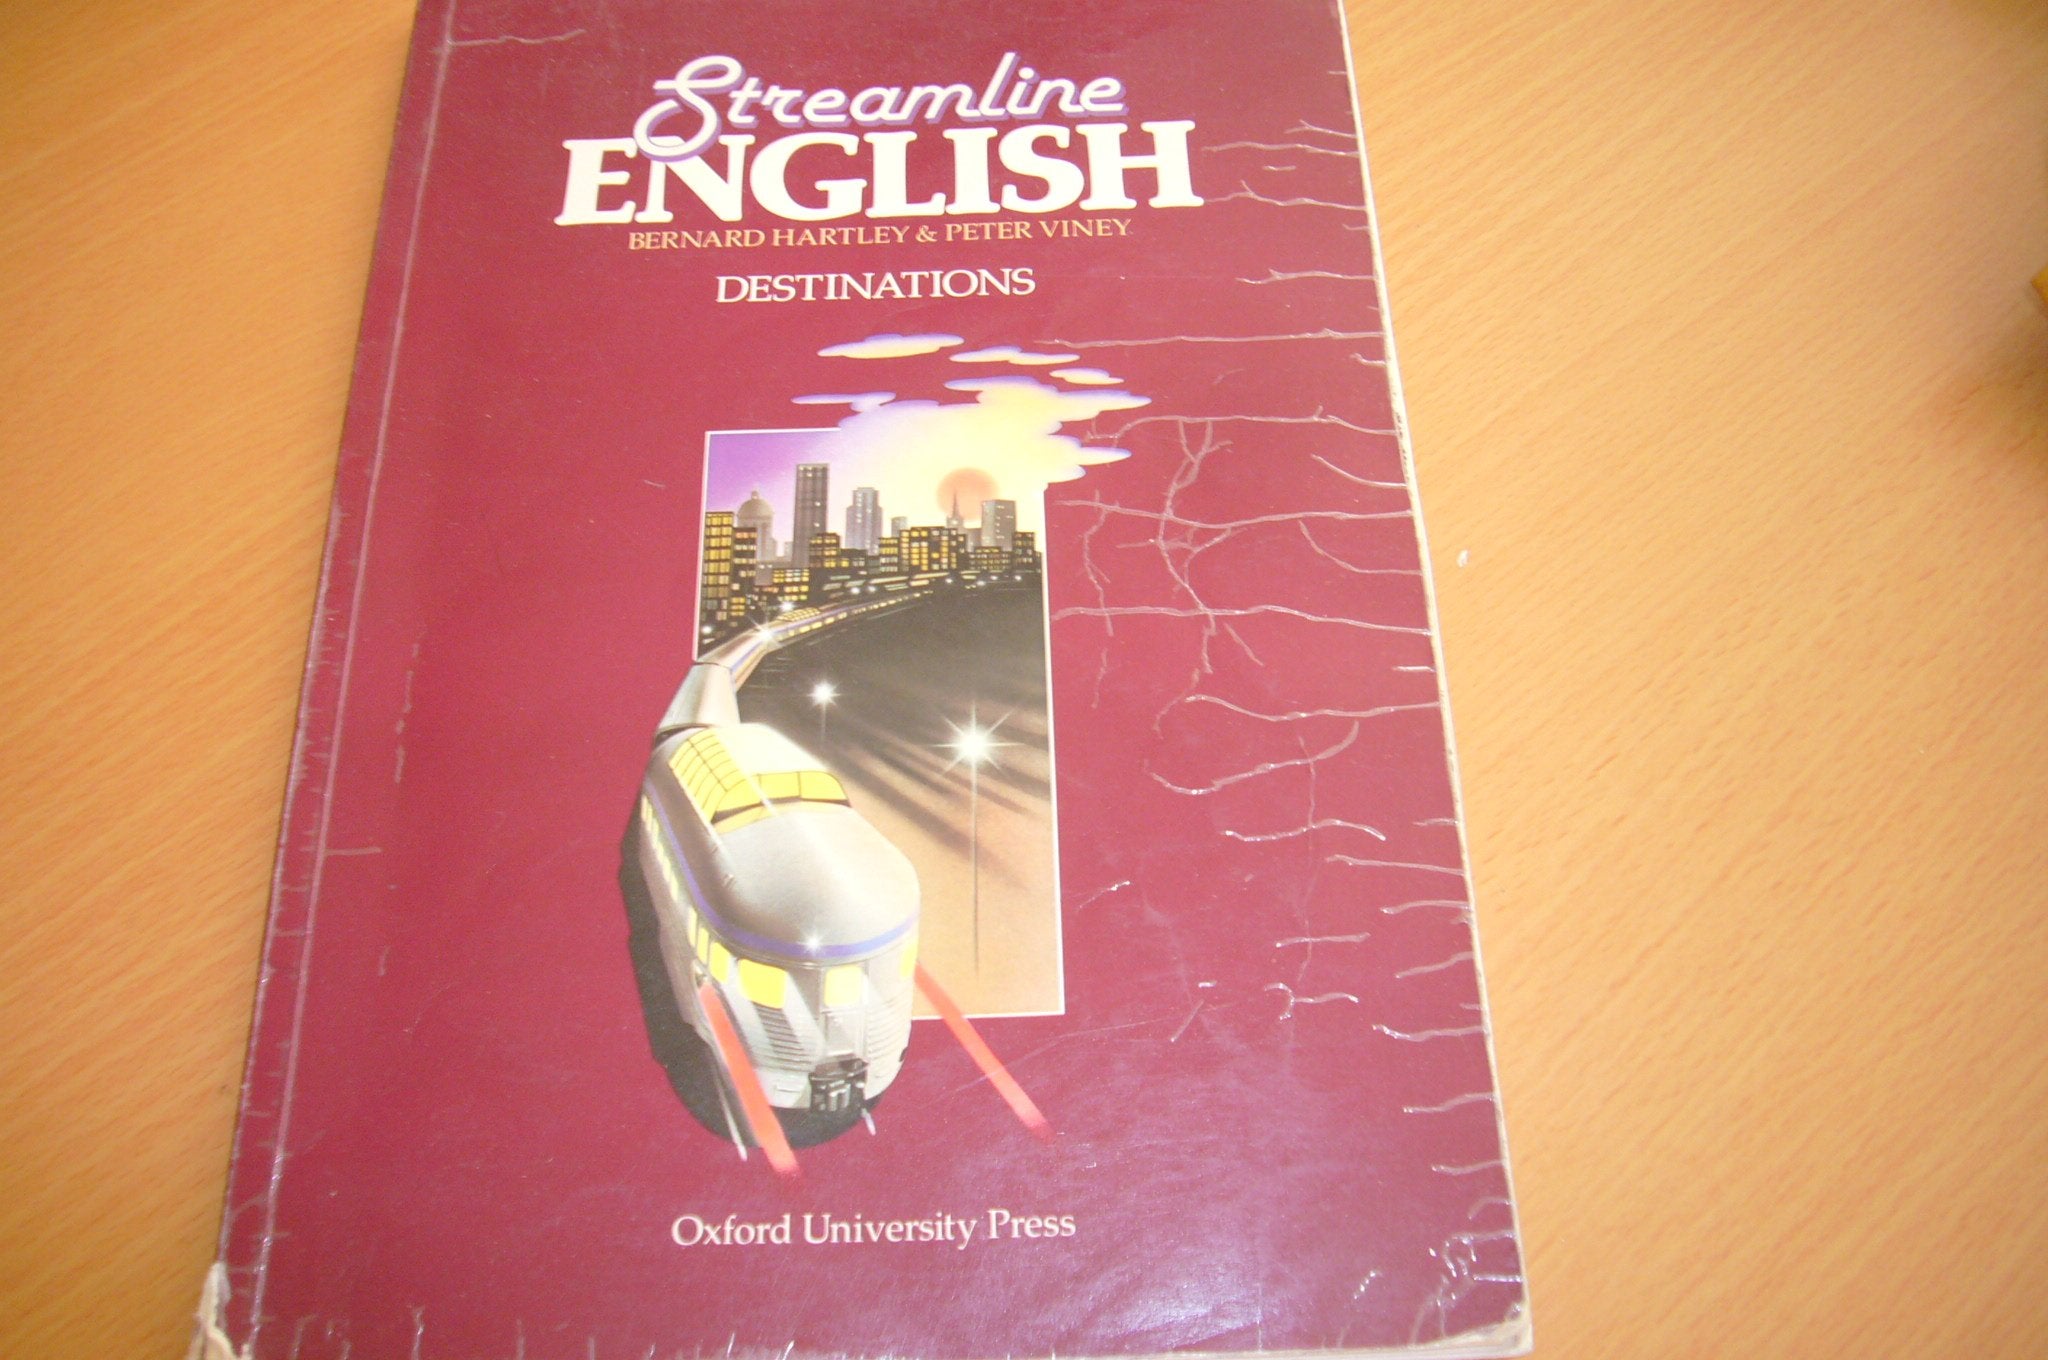 Streamline
ENGLISH
BERNARD HARTLEY & PETER VINEY
DESTINATIONS
Oxford University Press